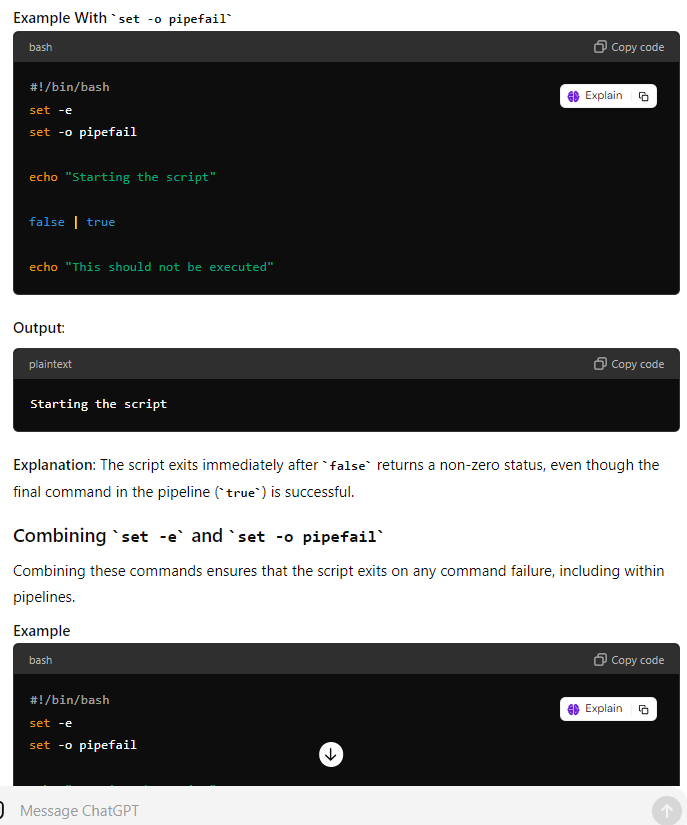 Example With `set -o pipefail`
bash
Copy code
#!/bin/bash
Explain
set -e
set -o pipefail
echo "Starting the script"
false | true
echo "This should not be executed"
Output:
plaintext
Copy code
Starting the script
Explanation: The script exits immediately after `false` returns a non-zero status, even though the
final command in the pipeline (`true`) is successful.
Combining `set -e` and `set -o pipefail`
Combining these commands ensures that the script exits on any command failure, including within
pipelines.
Example
bash
Copy code
#!/bin/bash
Explain
set -e
set -o pipefail
Message ChatGPT